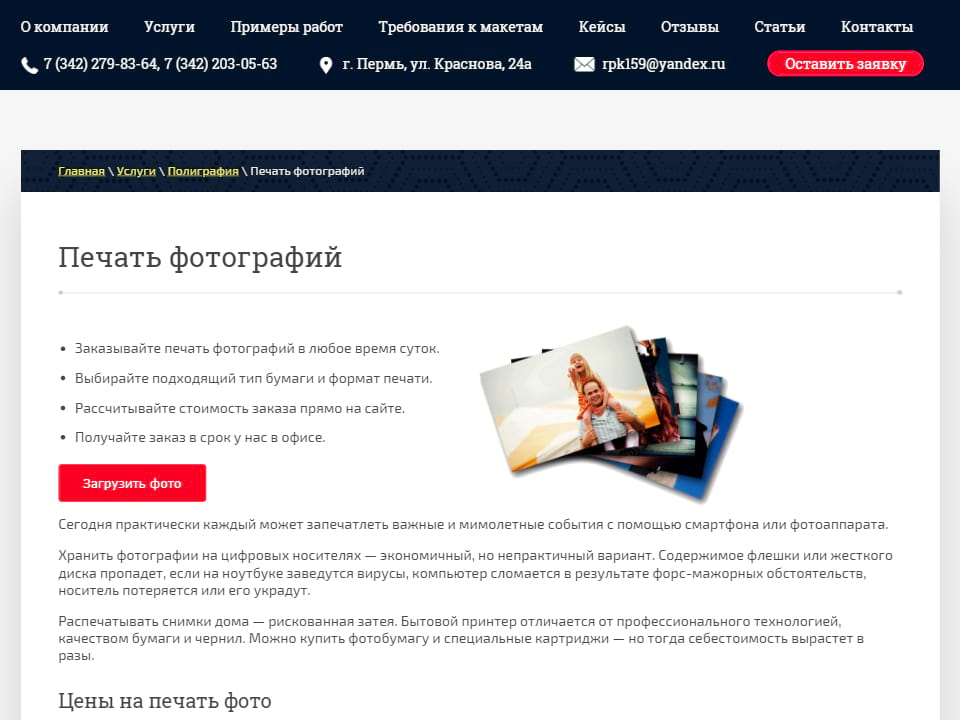 О компании Услуги Примеры работ Требования к макетам Кейсы Отзывы Статьи Контакты
7 (342) 279-83-64, 7 (342) 203-05-63 г. Пермь, ул. Краснова, 24а rpk159@yandex.ru Оставить заявку
Главная \ Услуги \ Полиграфия \ Печать фотографий
Печать фотографий
• Заказывайте печать фотографий в любое время суток.
• Выбирайте подходящий тип бумаги и формат печати.
• Рассчитывайте стоимость заказа прямо на сайте.
• Получайте заказ в срок у нас в офисе.
Загрузить фото
Сегодня практически каждый может запечатлеть важные и мимолетные события с помощью смартфона или фотоаппарата.
Хранить фотографии на цифровых носителях — экономичный, но непрактичный вариант. Содержимое флешки или жесткого
диска пропадет, если на ноутбуке заведутся вирусы, компьютер сломается в результате форс-мажорных обстоятельств,
носитель потеряется или его украдут.
Распечатывать снимки дома — рискованная затея. Бытовой принтер отличается от профессионального технологией,
качеством бумаги и чернил. Можно купить фотобумагу и специальные картриджи — но тогда себестоимость вырастет в
разы.
Цены на печать фото